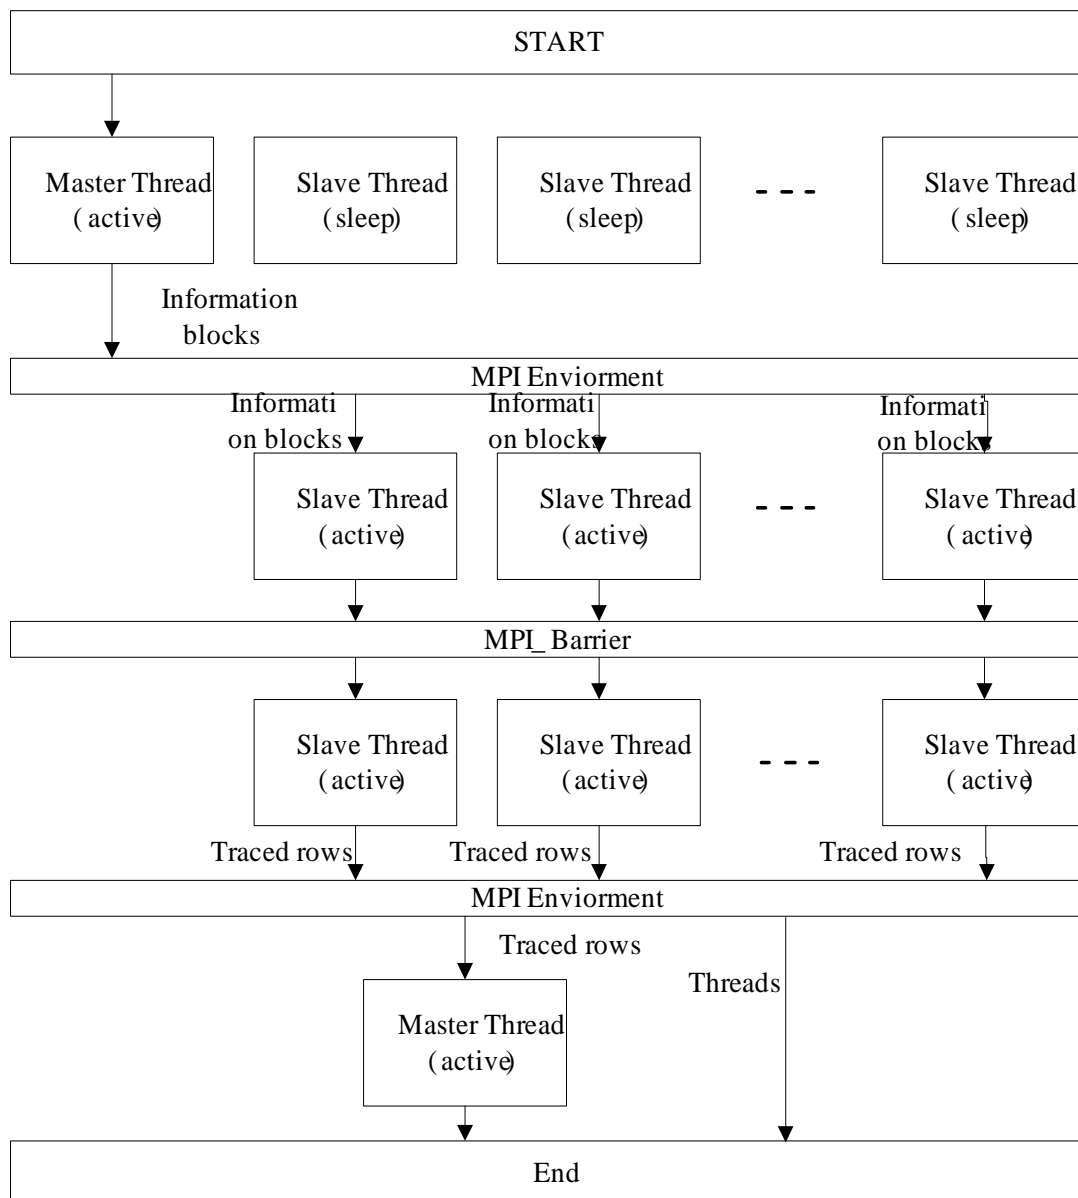 START
Master Thread
(active)
Slave Thread
(sleep)
Slave Thread
(sleep)
- - -
Slave Thread
(sleep)
Information
blocks
MPI Enviorment
Informati
on blocks
Informati
on blocks
Informati
on blocks
Slave Thread
(active)
Slave Thread
(active)
- - -
Slave Thread
(active)
MPI_Barrier
Slave Thread
(active)
Slave Thread
(active)
- - -
Slave Thread
(active)
Traced rows
Traced rows
Traced rows
MPI Enviorment
Traced rows
Threads
Master Thread
(active)
End